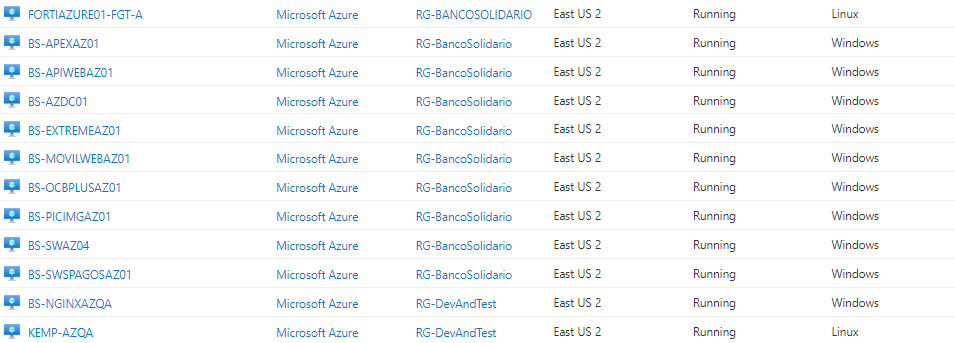 FORTIAZURE01-FGT-A Microsoft Azure RG-BANCOSOLIDARIO East US 2 Running Linux
BS-APEXAZ01 Microsoft Azure RG-BancoSolidario East US 2 Running Windows
BS-APIWEBAZ01 Microsoft Azure RG-BancoSolidario East US 2 Running Windows
BS-AZDC01 Microsoft Azure RG-BancoSolidario East US 2 Running Windows
BS-EXTREMEAZ01 Microsoft Azure RG-BancoSolidario East US 2 Running Windows
BS-MOVILWEBAZ01 Microsoft Azure RG-BancoSolidario East US 2 Running Windows
BS-OCBPLUSAZ01 Microsoft Azure RG-BancoSolidario East US 2 Running Windows
BS-PICIMGAZ01 Microsoft Azure RG-BancoSolidario East US 2 Running Windows
BS-SWAZ04 Microsoft Azure RG-BancoSolidario East US 2 Running Windows
BS-SWSPAGOSAZ01 Microsoft Azure RG-BancoSolidario East US 2 Running Windows
BS-NGINXAZQA Microsoft Azure RG-DevAndTest East US 2 Running Windows
KEMP-AZQA Microsoft Azure RG-DevAndTest East US 2 Running Linux